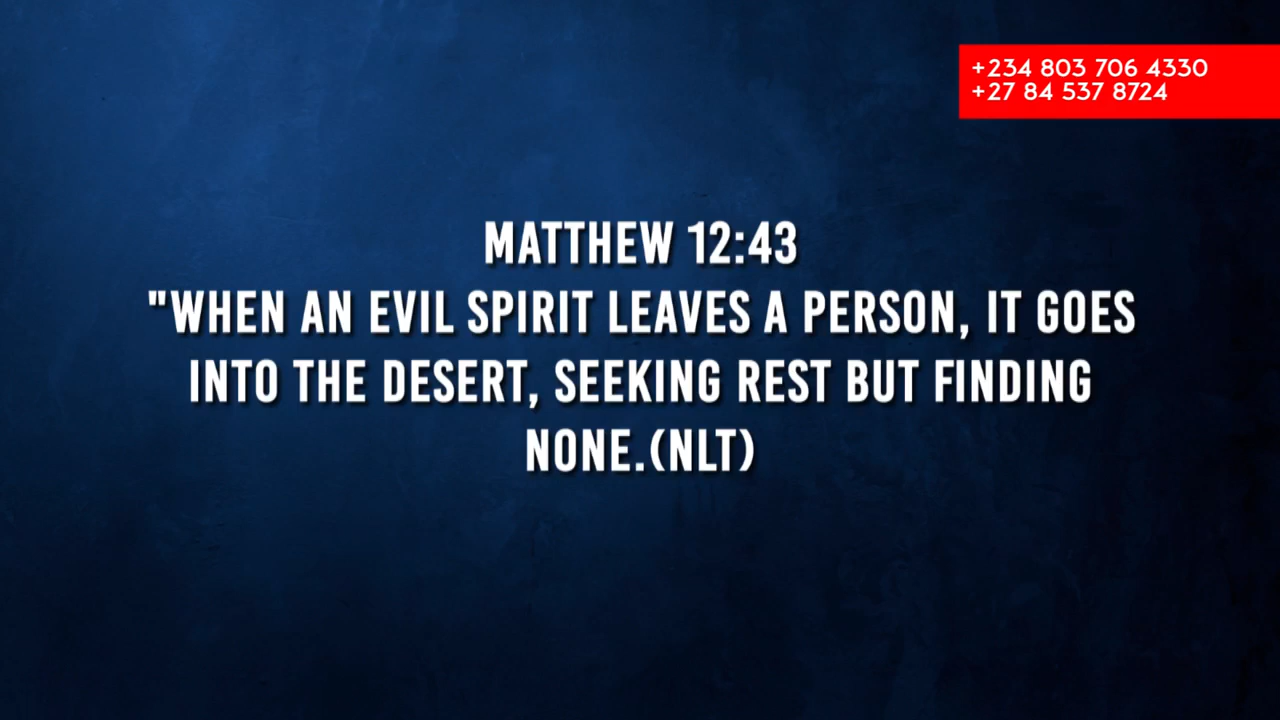 +234 803 706 4330
+27 84 537 8724
MATTHEW 12:43
"WHEN AN EVIL SPIRIT LEAVES A PERSON, IT GOES
INTO THE DESERT, SEEKING REST BUT FINDING
NONE.(NLT)